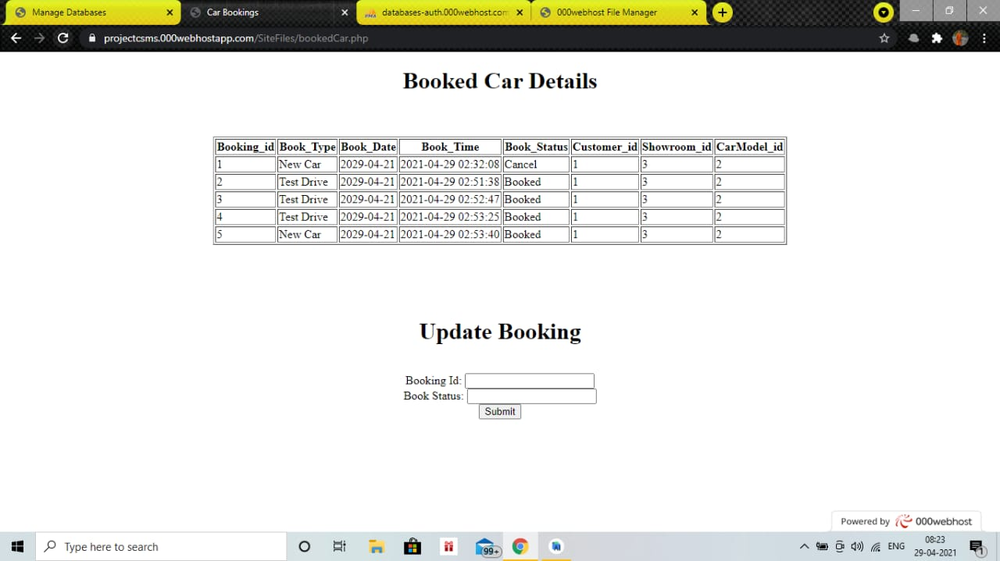 Manage Databases
Car Bookings
databases-auth.000webhost.com
000webhost File Manager
projectcsms.000webhostapp.com/SiteFiles/bookedCar.php
Booked Car Details
Booking_id Book_Type Book_Date Book_Time Book_Status Customer_id Showroom_id CarModel_id
1 New Car 2029-04-21 2021-04-29 02:32:08 Cancel 1 3 2
2 Test Drive 2029-04-21 2021-04-29 02:51:38 Booked 1 3 2
3 Test Drive 2029-04-21 2021-04-29 02:52:47 Booked 1 3 2
4 Test Drive 2029-04-21 2021-04-29 02:53:25 Booked 1 3 2
5 New Car 2029-04-21 2021-04-29 02:53:40 Booked 1 3 2
Update Booking
Booking Id:
Book Status:
Submit
Powered by 000webhost
Type here to search
99+
ENG
08:23
29-04-2021
1